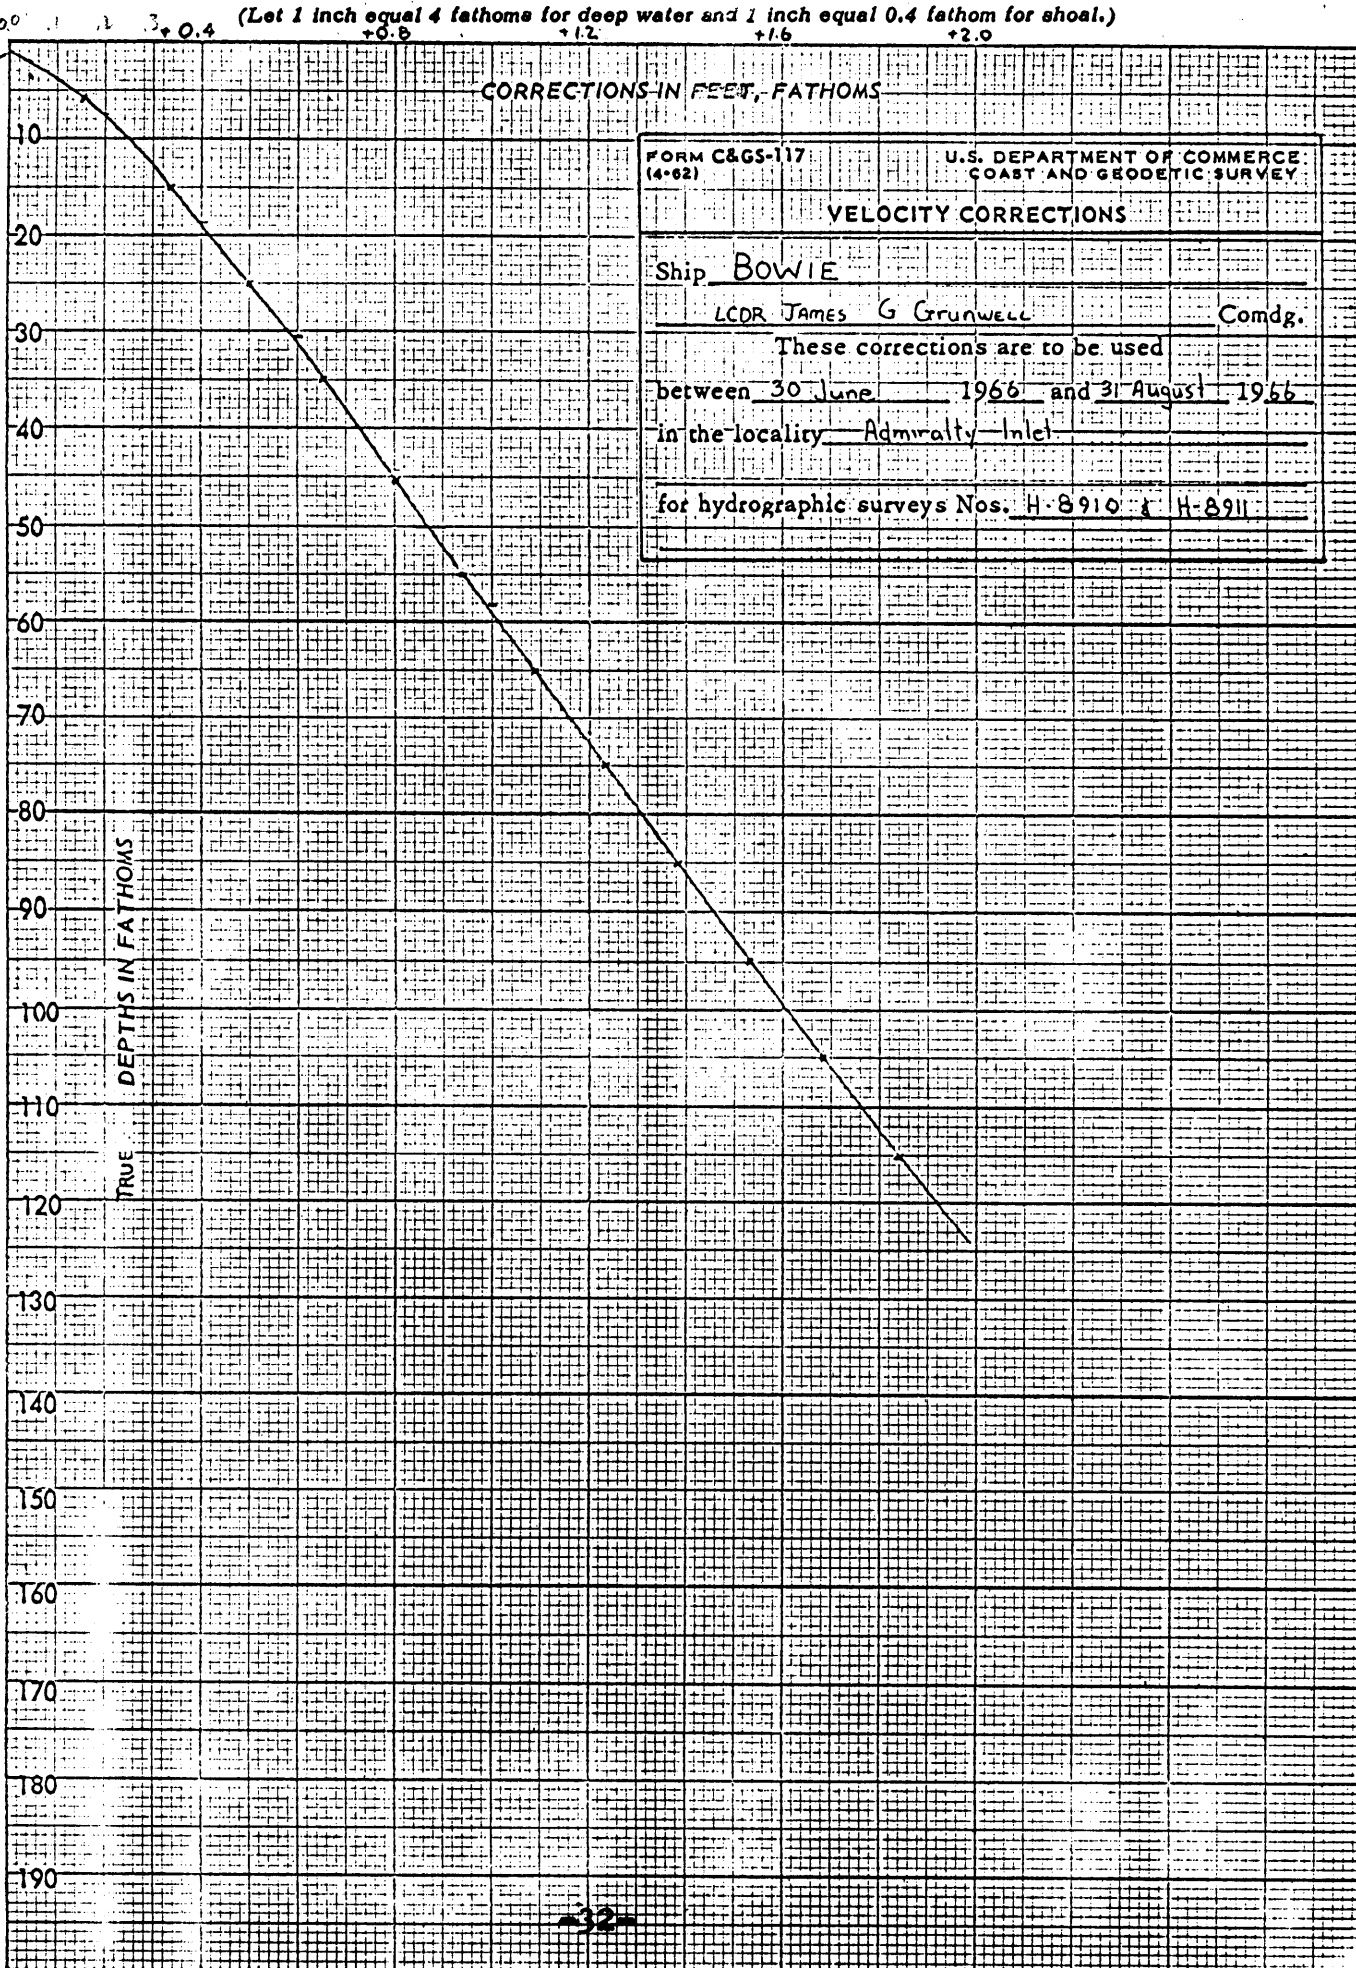 (Let 1 inch equal 4 fathoms for deep water and 1 inch equal 0.4 fathom for shoal.)
.1 .2 .3 +0.4 +0.8 +1.2 +1.6 +2.0
CORRECTIONS IN FEET, FATHOMS
FORM C&GS-117
(4-62)
U.S. DEPARTMENT OF COMMERCE
COAST AND GEODETIC SURVEY
VELOCITY CORRECTIONS
Ship BOWIE
LCDR JAMES G Grunwell Comdg.
These corrections are to be used
between 30 June 1966 and 31 August 1966
in the locality Admiralty Inlet
for hydrographic surveys Nos. H-8910 & H-8911
10
20
30
40
50
60
70
80
90
100
110
120
130
140
150
160
170
180
190
TRUE DEPTHS IN FATHOMS
-32-